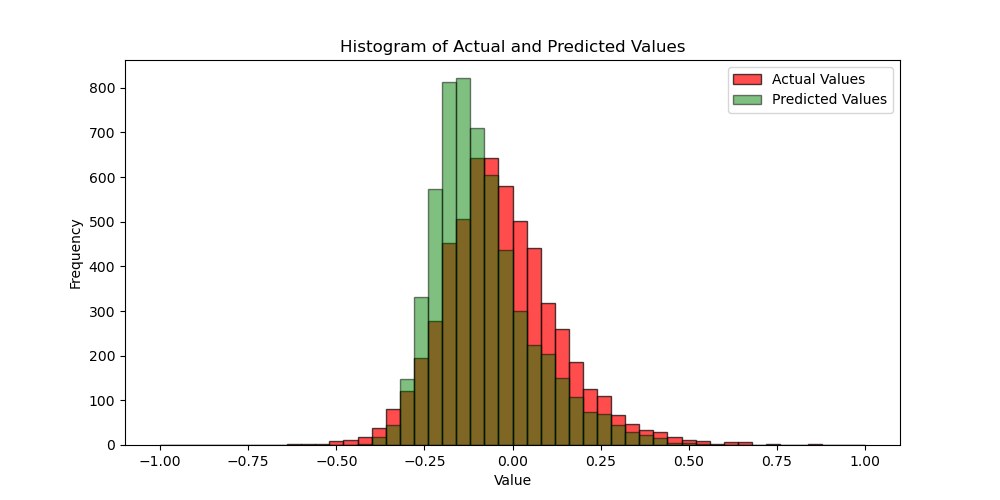 Histogram of Actual and Predicted Values
Actual Values
Predicted Values
800
700
600
500
400
300
200
100
0
Frequency
−1.00 −0.75 −0.50 −0.25 0.00 0.25 0.50 0.75 1.00
Value